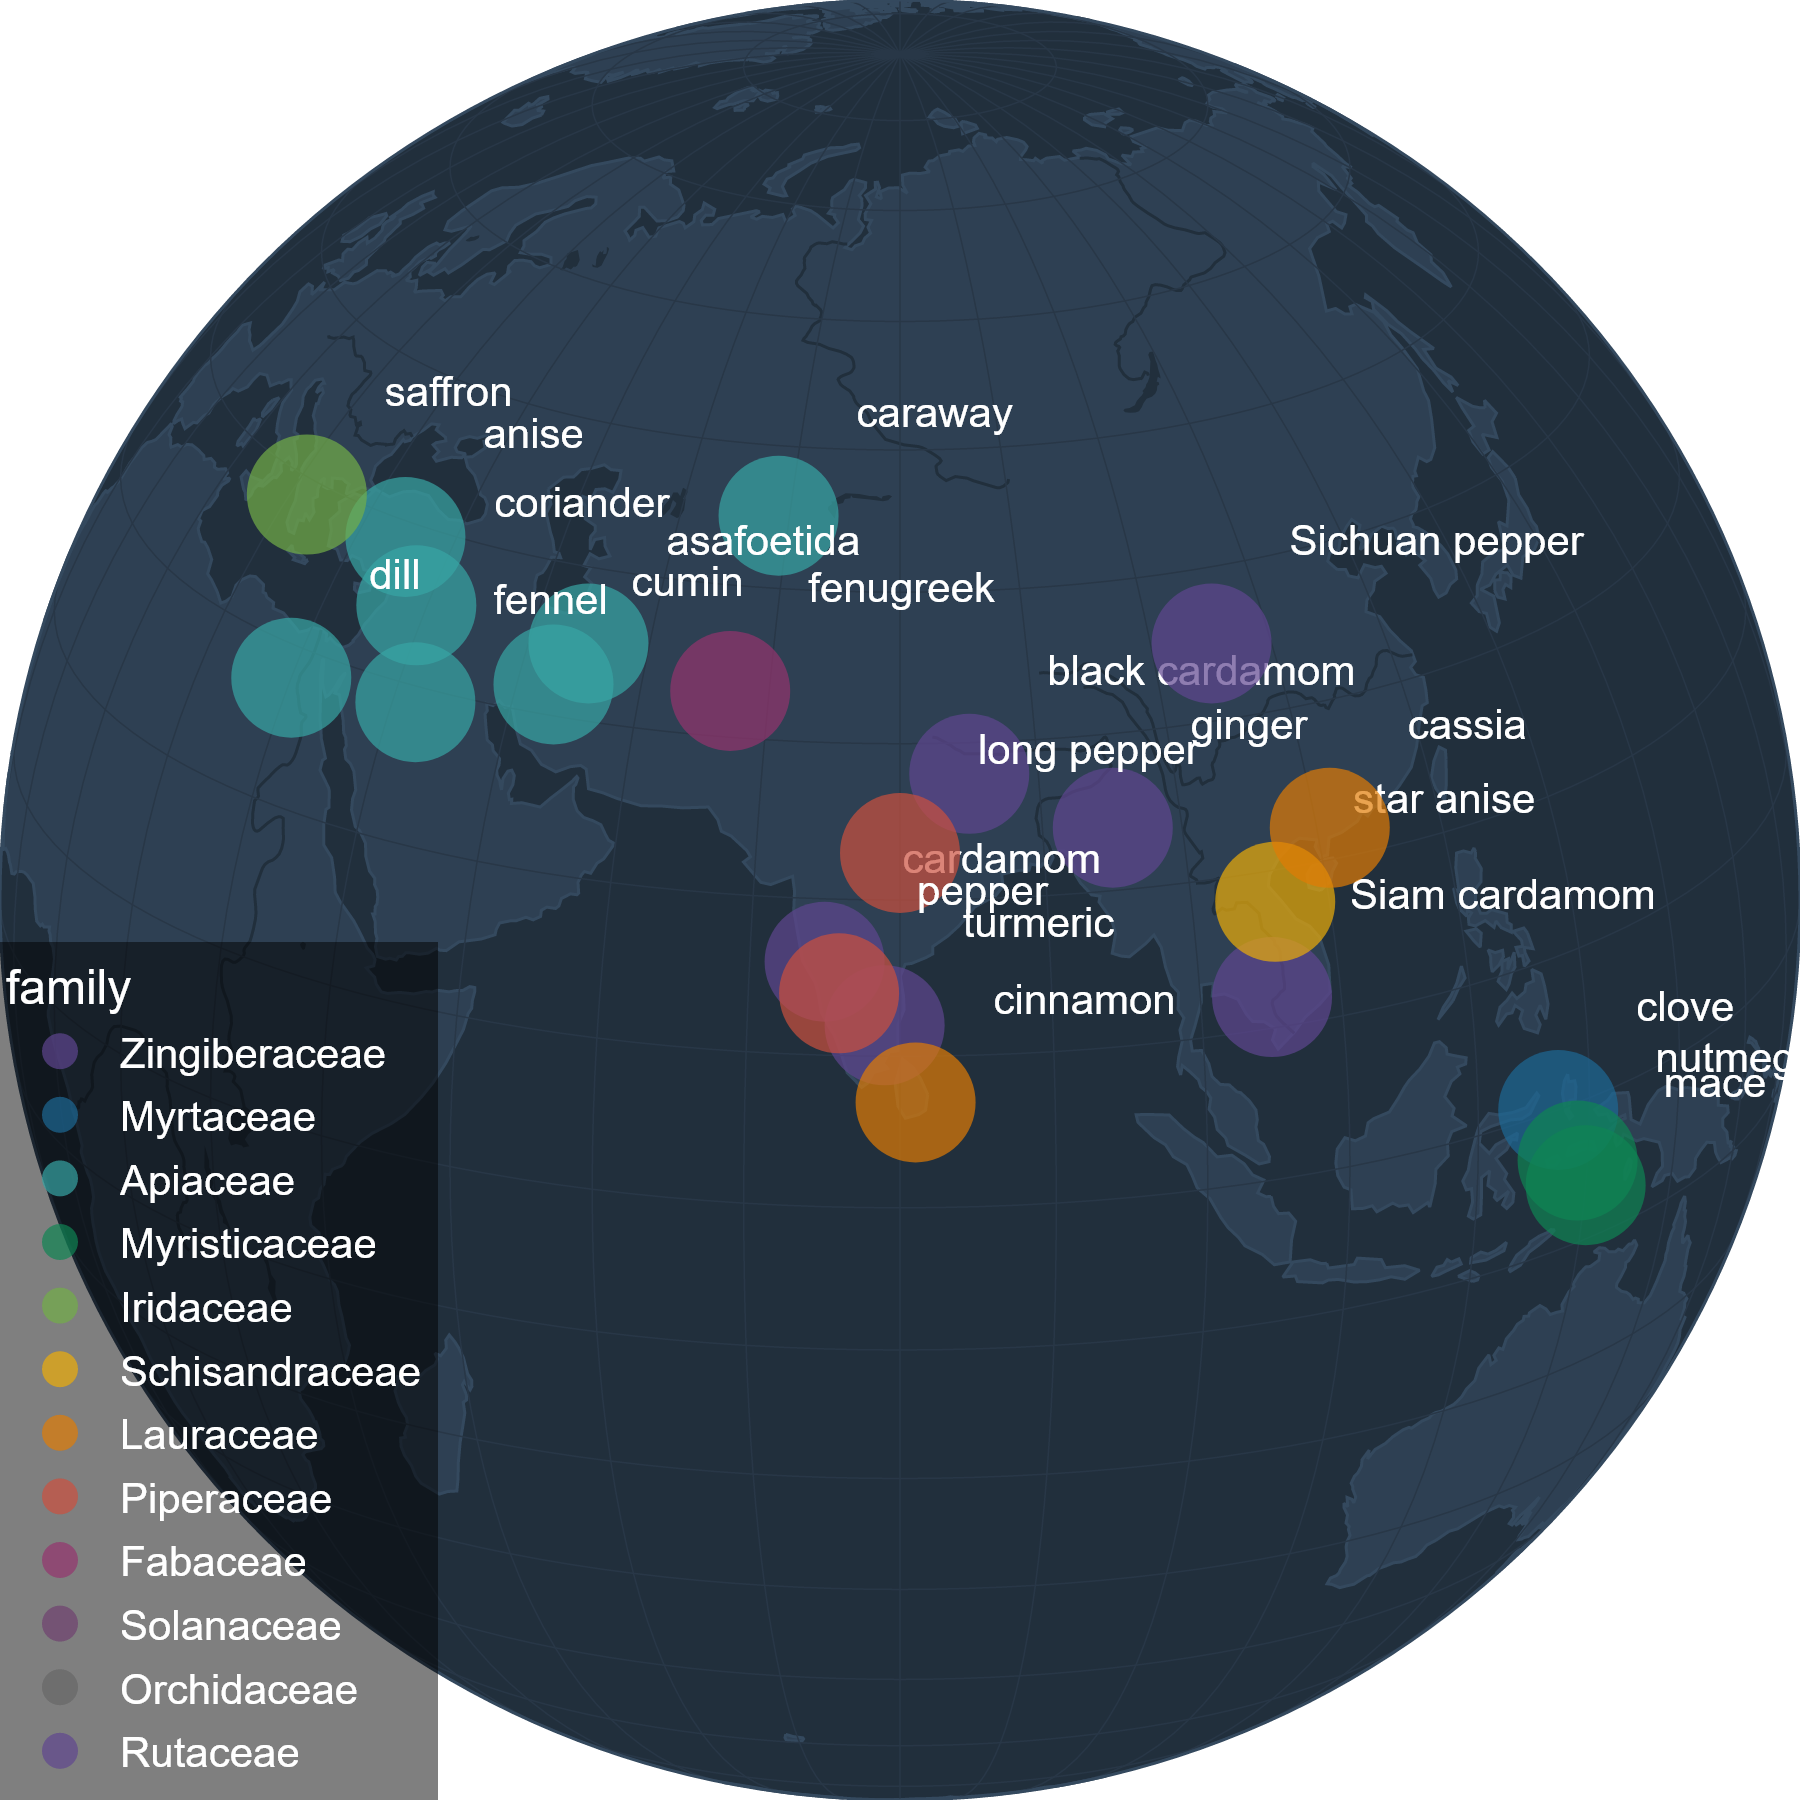 saffron
caraway
anise
coriander
asafoetida
Sichuan pepper
dill
cumin
fenugreek
fennel
black cardamom
ginger
cassia
long pepper
star anise
cardamom
pepper
Siam cardamom
turmeric
cinnamon
clove
nutmeg
mace
family
Zingiberaceae
Myrtaceae
Apiaceae
Myristicaceae
Iridaceae
Schisandraceae
Lauraceae
Piperaceae
Fabaceae
Solanaceae
Orchidaceae
Rutaceae